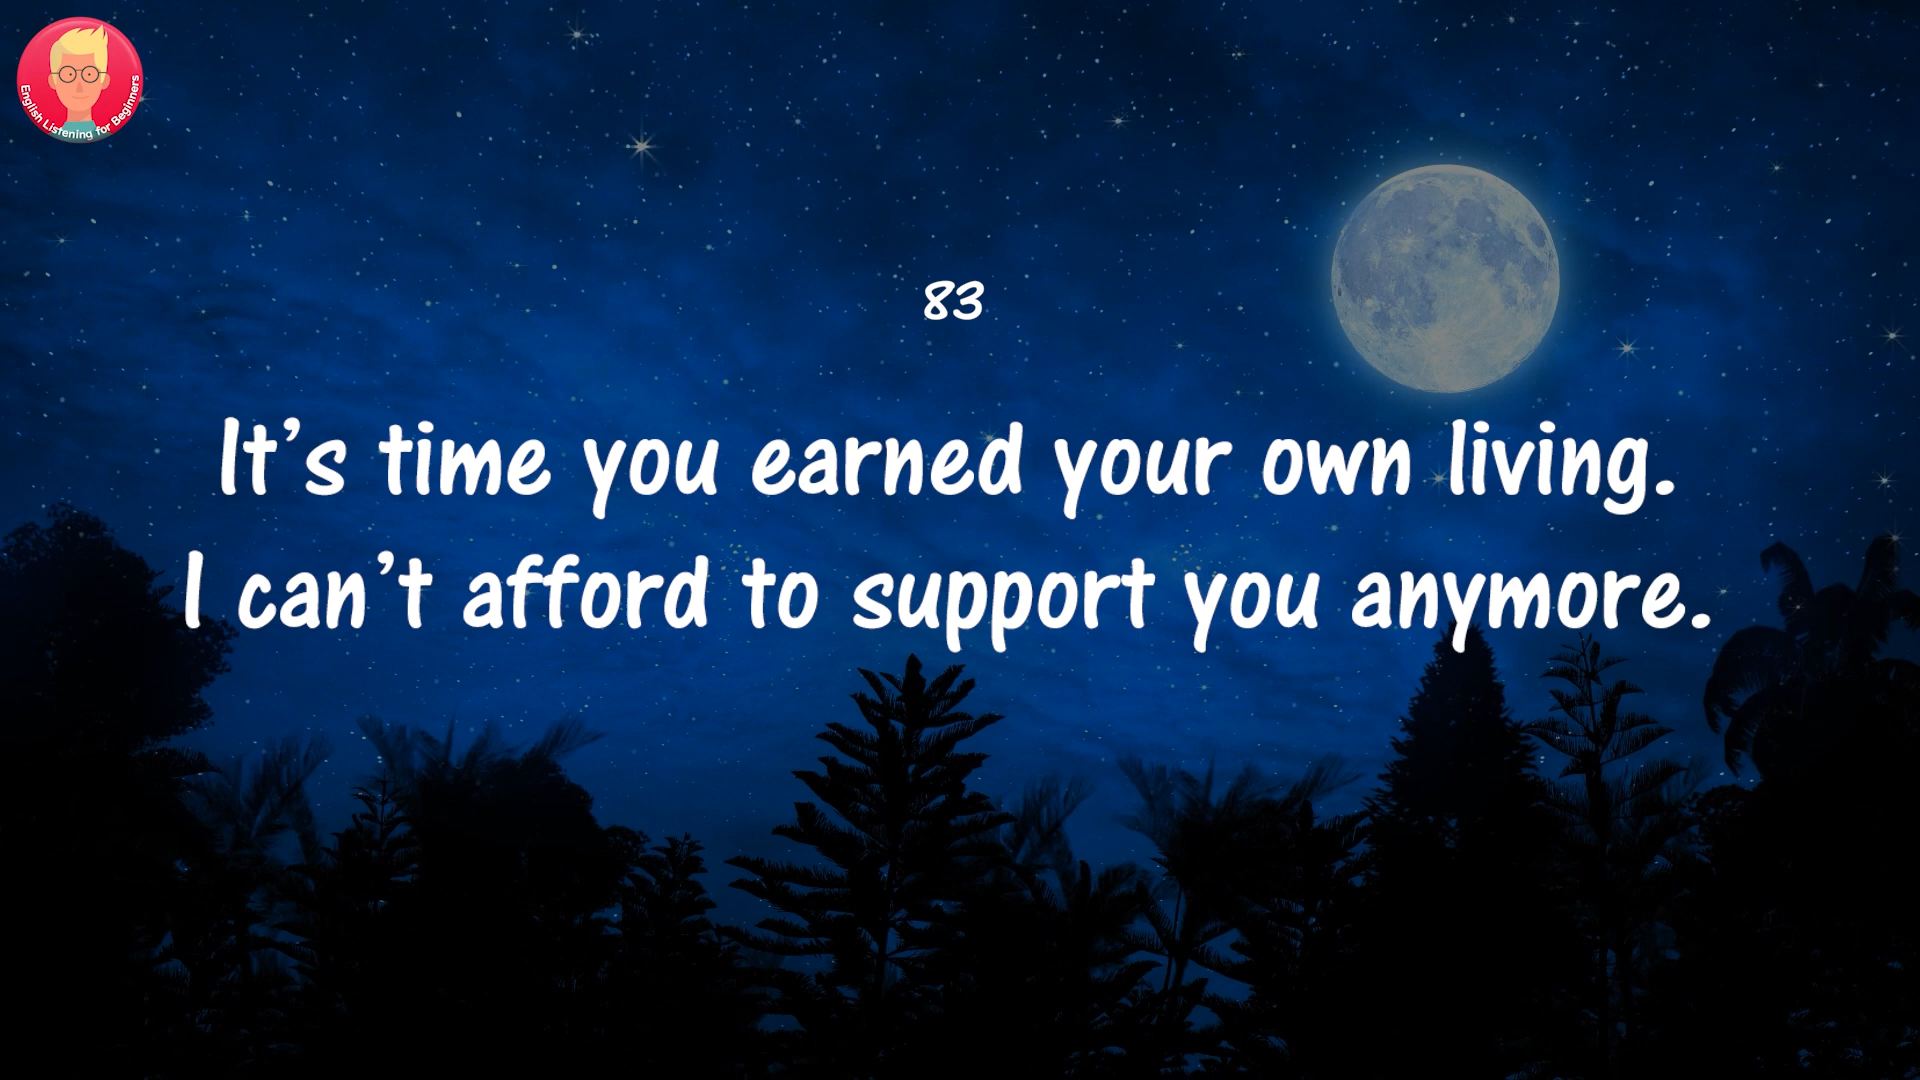 English Listening for Beginners
83
It’s time you earned your own living.
I can’t afford to support you anymore.